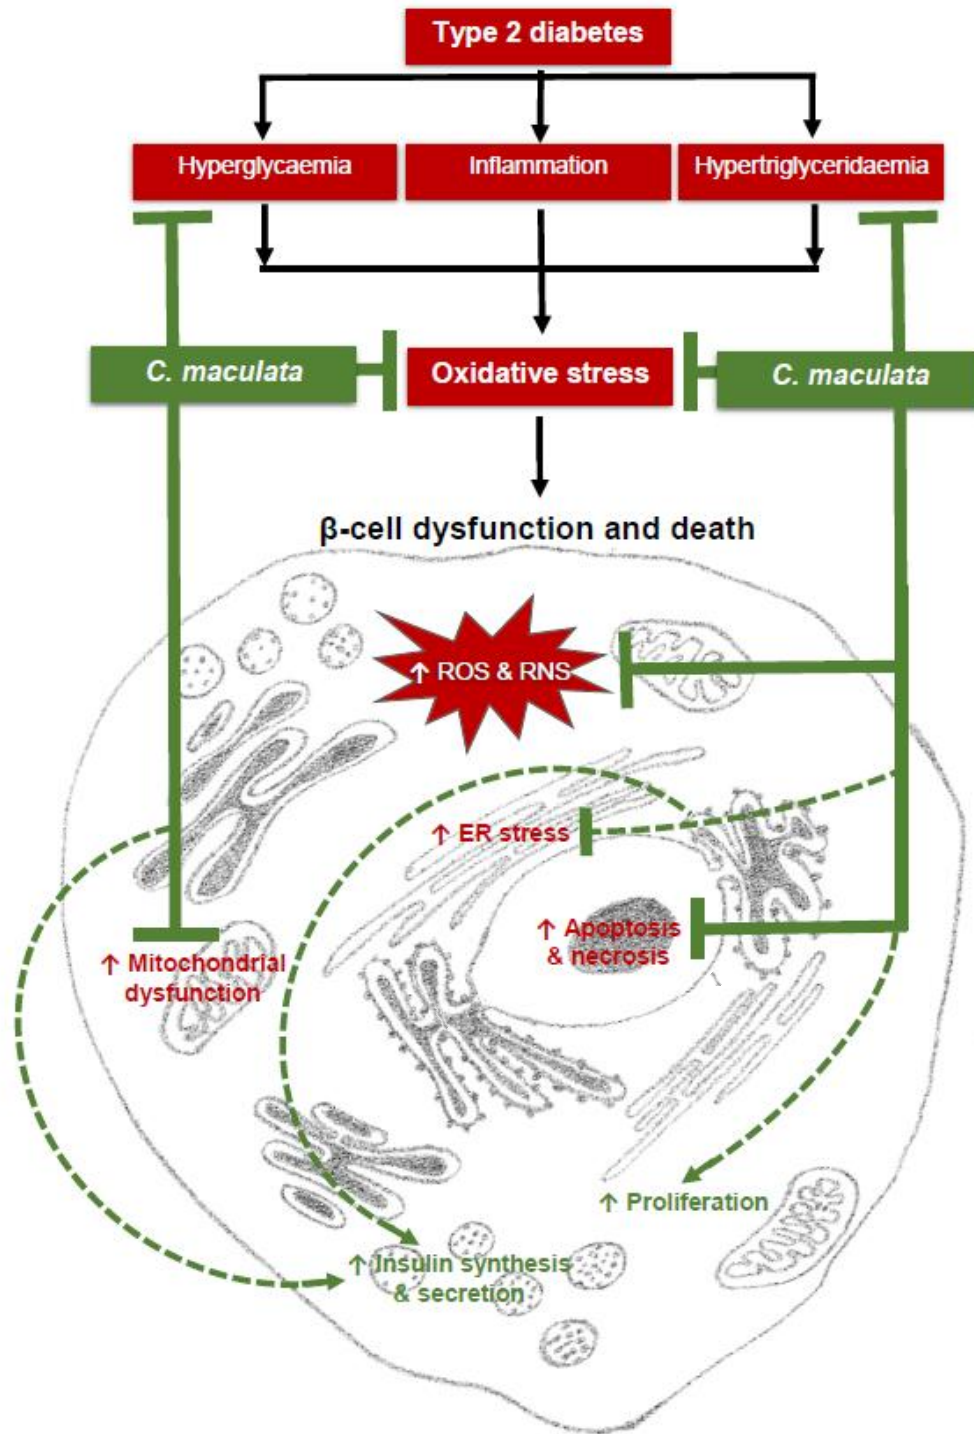 Type 2 diabetes
Hyperglycaemia
Inflammation
Hypertriglyceridaemia
C. maculata
Oxidative stress
C. maculata
β-cell dysfunction and death
↑ ROS & RNS
↑ ER stress
↑ Apoptosis
& necrosis
↑ Mitochondrial
dysfunction
↑ Proliferation
↑ Insulin synthesis
& secretion